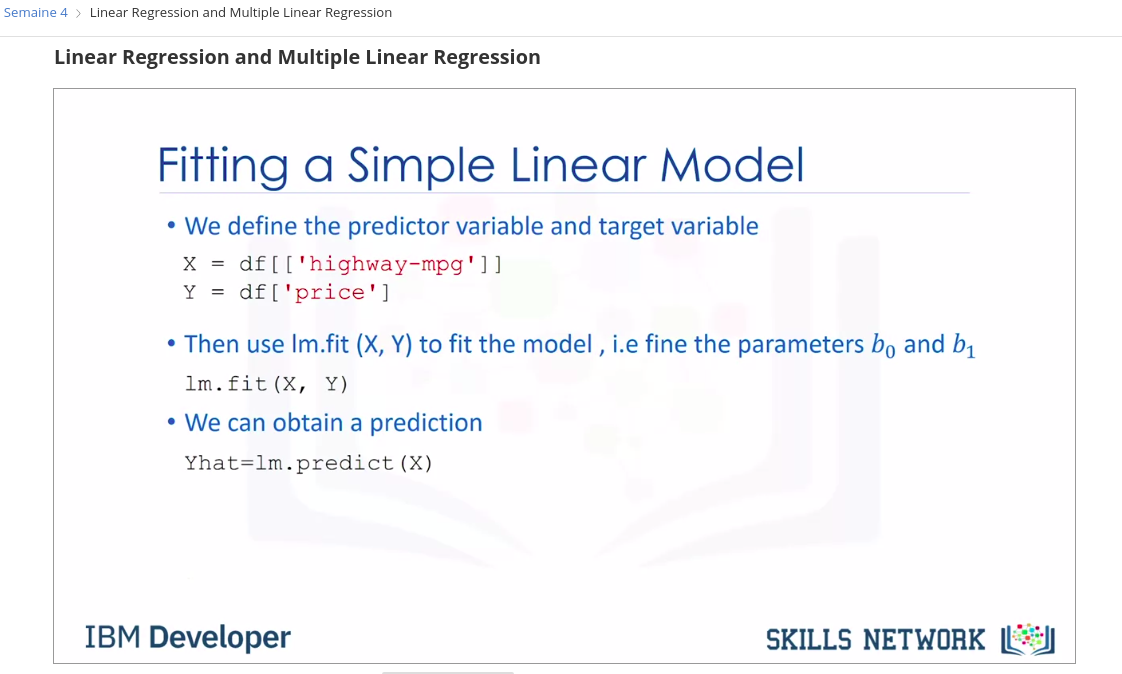 Semaine 4 > Linear Regression and Multiple Linear Regression
Linear Regression and Multiple Linear Regression
Fitting a Simple Linear Model
• We define the predictor variable and target variable
X = df[['highway-mpg']]
Y = df['price']
• Then use lm.fit (X, Y) to fit the model , i.e fine the parameters b₀ and b₁
lm.fit(X, Y)
• We can obtain a prediction
Yhat=lm.predict(X)
IBM Developer
SKILLS NETWORK